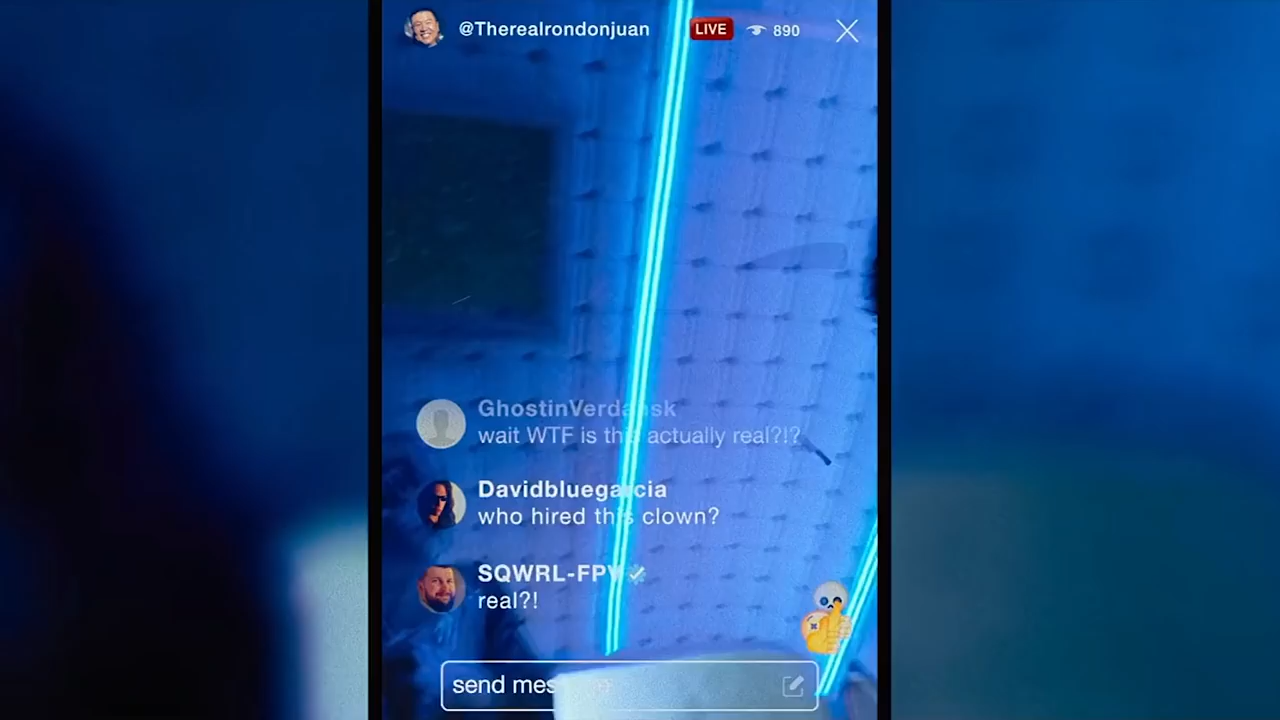 @Therealrondonjuan LIVE 890
GhostinVerdansk
wait WTF is this actually real?!?
Davidbluegarcia
who hired this clown?
SQWRL-FPV
real?!
send message